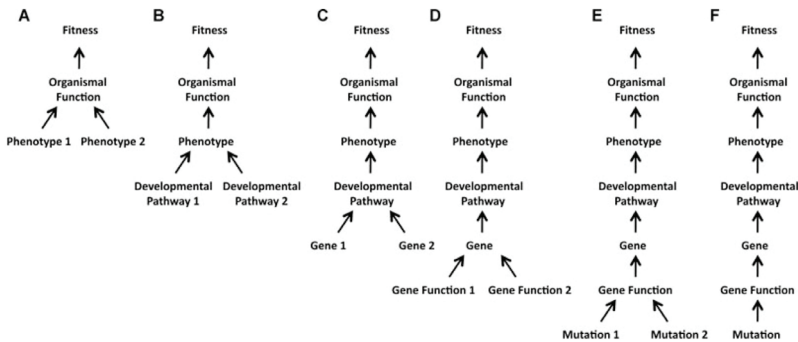 A B C D E F
Fitness Fitness Fitness Fitness Fitness Fitness
Organismal Organismal Organismal Organismal Organismal Organismal
Function Function Function Function Function Function
Phenotype 1 Phenotype 2 Phenotype Phenotype Phenotype Phenotype Phenotype
Developmental Developmental Developmental Developmental Developmental Developmental
Pathway 1 Pathway 2 Pathway Pathway Pathway Pathway
Gene 1 Gene 2 Gene Gene Gene
Gene Function 1 Gene Function 2 Gene Function Gene Function
Mutation 1 Mutation 2 Mutation